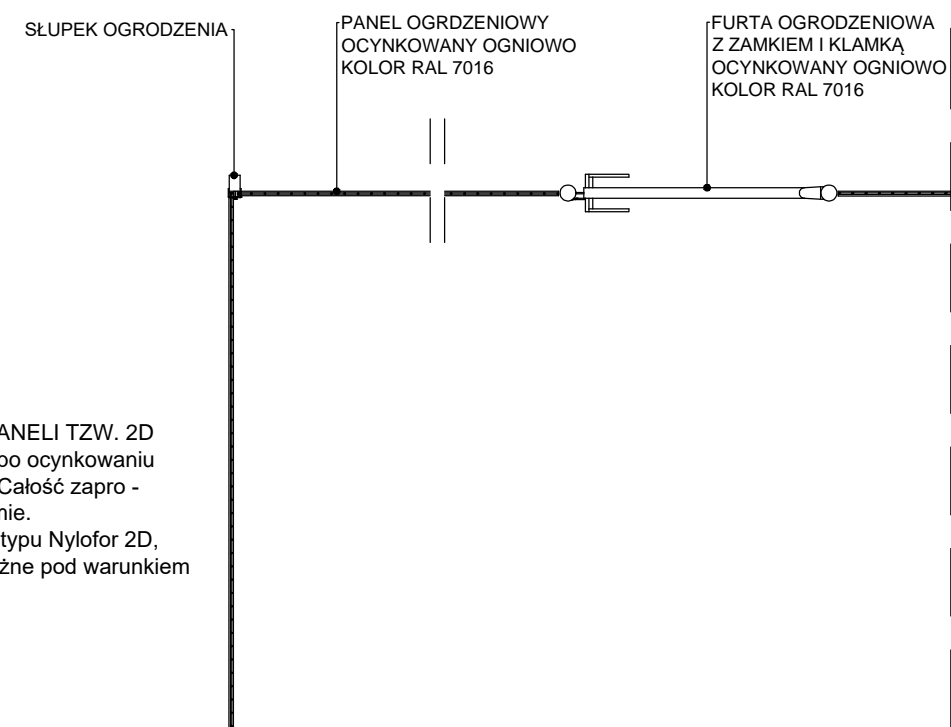 SŁUPEK OGRODZENIA
PANEL OGRDZENIOWY
OCYNKOWANY OGNIOWO
KOLOR RAL 7016
FURTA OGRODZENIOWA
Z ZAMKIEM I KLAMKĄ
OCYNKOWANY OGNIOWO
KOLOR RAL 7016
ANELI TZW. 2D
po ocynkowaniu
Całość zapro -
mie.
typu Nylofor 2D,
żne pod warunkiem